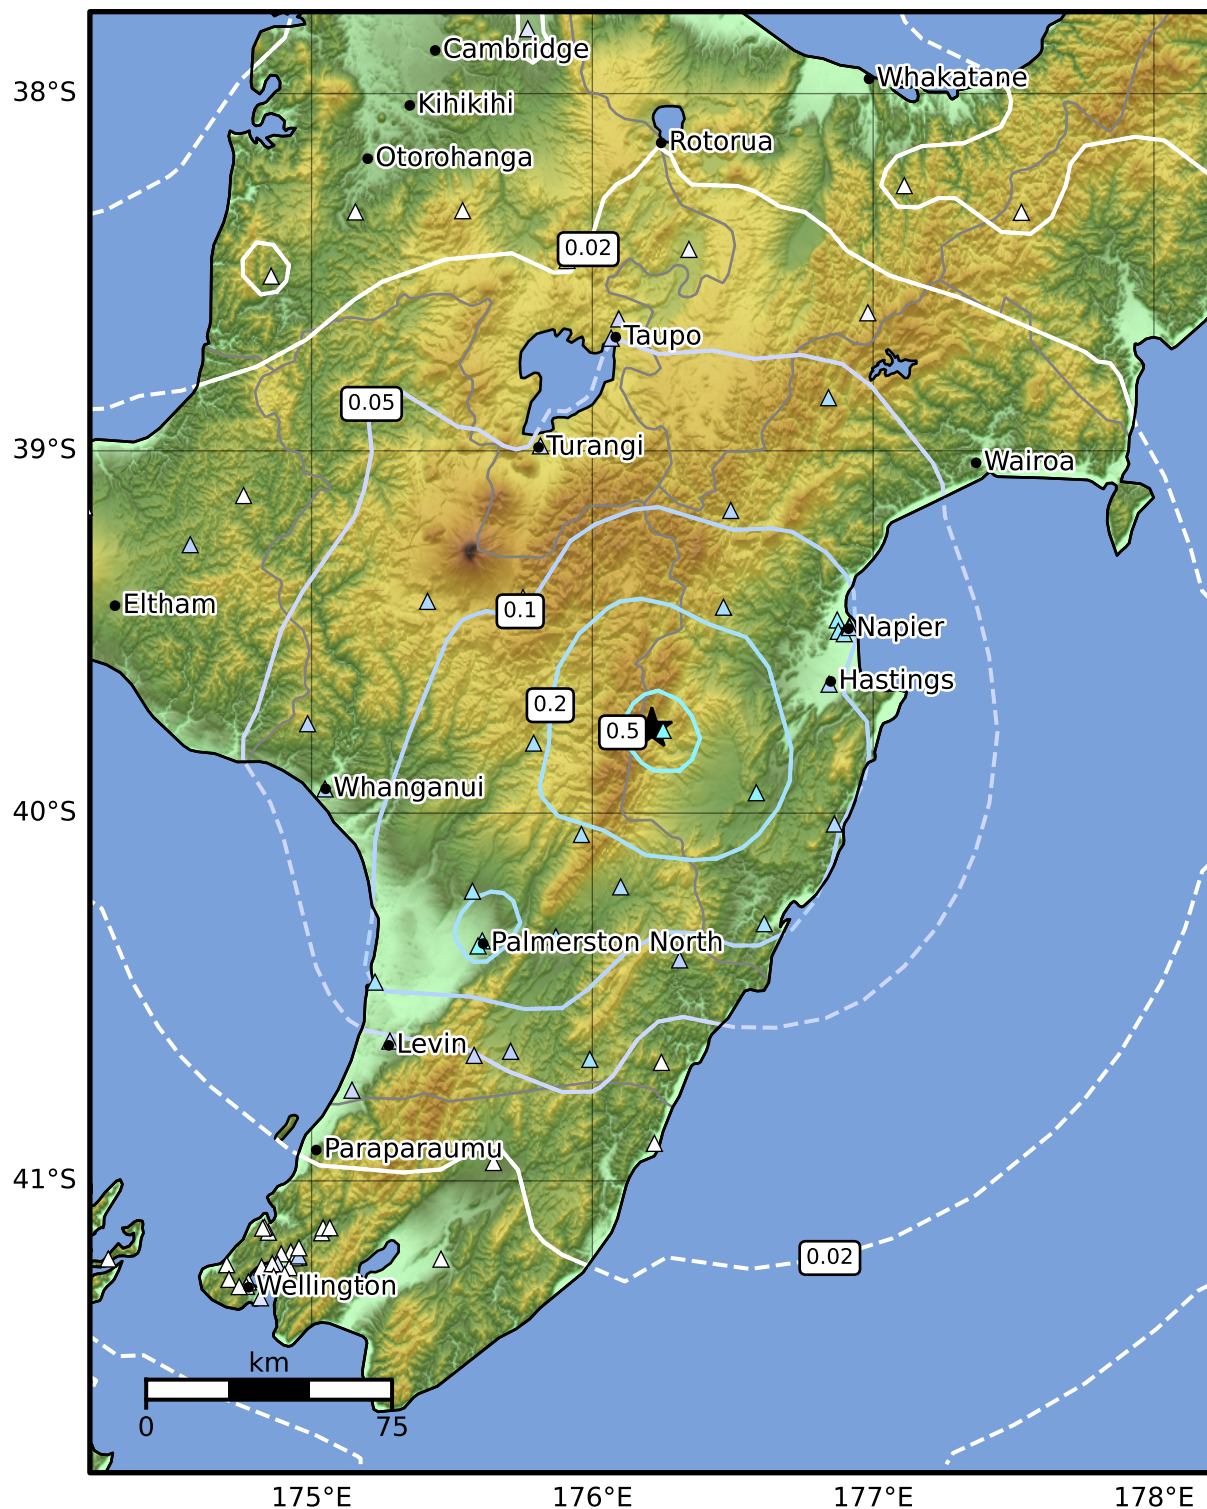 Cambridge
Whakatane
38°S
Kihikihi
Rotorua
Otorohanga
0.02
Taupo
0.05
39°S
Turangi
Wairoa
Eltham
0.1
Napier
Hastings
0.2
0.5
Whanganui
40°S
Palmerston North
Levin
Paraparaumu
41°S
0.02
Wellington
km
0
75
175°E
176°E
177°E
178°E